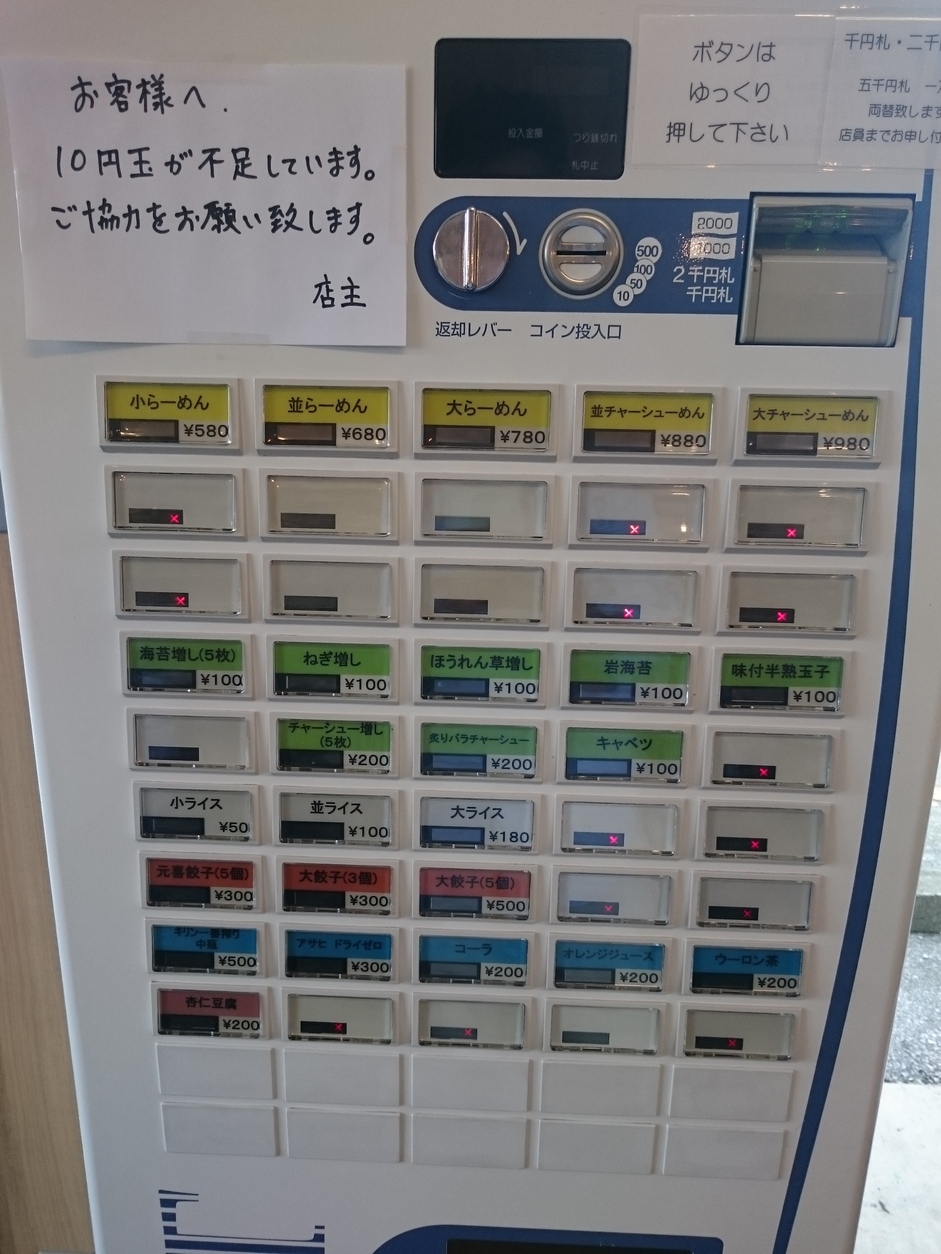 お客様へ.
10円玉が不足しています。
ご協力をお願い致します。
店主
投入金額
つり銭切れ
札中止
ボタンは
ゆっくり
押して下さい
千円札・二千
五千円札
両替致します
店員までお申し付
2000
1000
2千円札
千円札
500
100
50
10
返却レバー コイン投入口
小らーめん ¥580
並らーめん ¥680
大らーめん ¥780
並チャーシューめん ¥880
大チャーシューめん ¥980
海苔増し(5枚) ¥100
ねぎ増し ¥100
ほうれん草増し ¥100
岩海苔 ¥100
味付半熟玉子 ¥100
チャーシュー増し
(5枚) ¥200
炙りバラチャーシュー ¥200
キャベツ ¥100
小ライス ¥50
並ライス ¥100
大ライス ¥180
元喜餃子(5個) ¥300
大餃子(3個) ¥300
大餃子(5個) ¥500
キリン一番搾り
中瓶 ¥500
アサヒ ドライゼロ ¥300
コーラ ¥200
オレンジジュース ¥200
ウーロン茶 ¥200
杏仁豆腐 ¥200